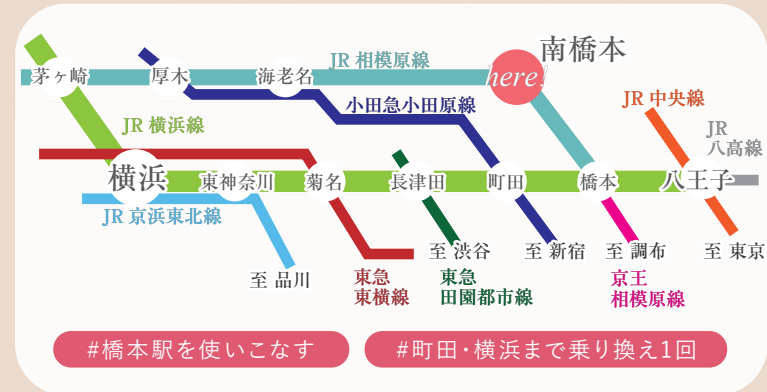 南橋本
JR 相模原線
茅ヶ崎
厚木
海老名
here!
小田急小田原線
JR 中央線
JR 横浜線
JR
八高線
横浜
東神奈川
菊名
長津田
町田
橋本
八王子
JR 京浜東北線
至 品川
至 渋谷
至 新宿
至 調布
至 東京
東急
東横線
東急
田園都市線
京王
相模原線
#橋本駅を使いこなす
#町田・横浜まで乗り換え1回